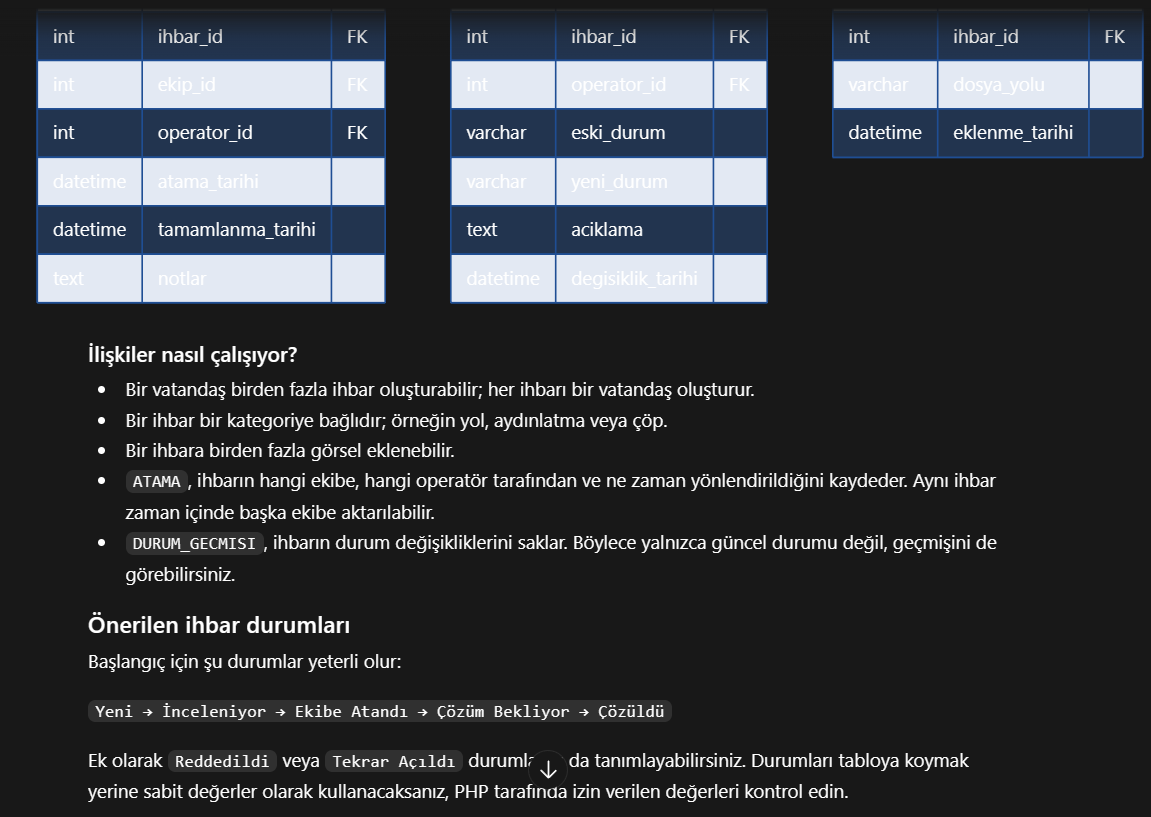 int ihbar_id FK
int ekip_id FK
int operator_id FK
datetime atama_tarihi
datetime tamamlanma_tarihi
text notlar
int ihbar_id FK
int operator_id FK
varchar eski_durum
varchar yeni_durum
text aciklama
datetime degisiklik_tarihi
int ihbar_id FK
varchar dosya_yolu
datetime eklenme_tarihi
İlişkiler nasıl çalışıyor?
• Bir vatandaş birden fazla ihbar oluşturabilir; her ihbarı bir vatandaş oluşturur.
• Bir ihbar bir kategoriye bağlıdır; örneğin yol, aydınlatma veya çöp.
• Bir ihbara birden fazla görsel eklenebilir.
• ATAMA, ihbarın hangi ekibe, hangi operatör tarafından ve ne zaman yönlendirildiğini kaydeder. Aynı ihbar
zaman içinde başka ekibe aktarılabilir.
• DURUM_GECMISI, ihbarın durum değişikliklerini saklar. Böylece yalnızca güncel durumu değil, geçmişini de
görebilirsiniz.
Önerilen ihbar durumları
Başlangıç için şu durumlar yeterli olur:
Yeni → İnceleniyor → Ekibe Atandı → Çözüm Bekliyor → Çözüldü
Ek olarak Reddedildi veya Tekrar Açıldı da tanımlayabilirsiniz. Durumları tabloya koymak
yerine sabit değerler olarak kullanacaksanız, PHP tarafında izin verilen değerleri kontrol edin.